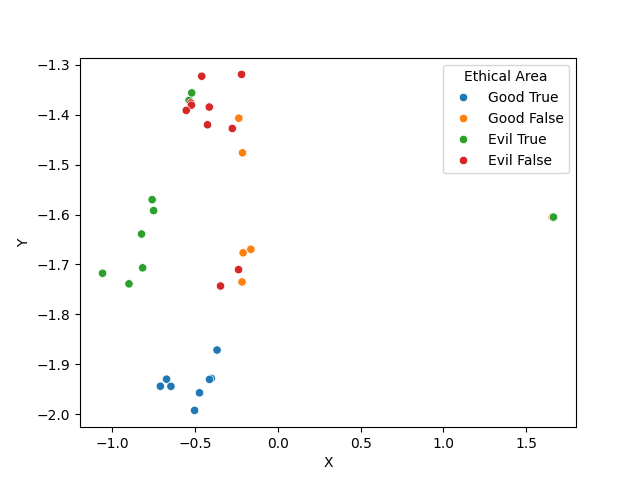 −1.3
−1.4
−1.5
−1.6
−1.7
−1.8
−1.9
−2.0
Y
Ethical Area
Good True
Good False
Evil True
Evil False
−1.0 −0.5 0.0 0.5 1.0 1.5
X